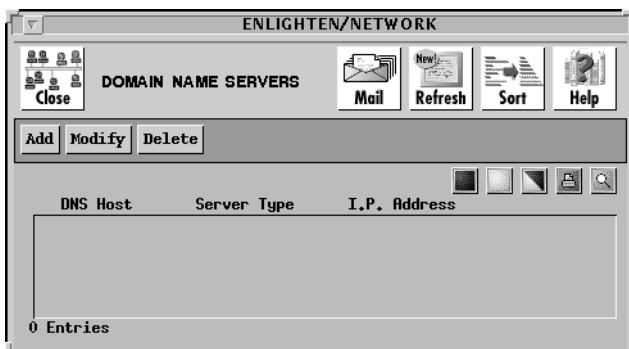 ENLIGHTEN/NETWORK
Close
DOMAIN NAME SERVERS
Mail
New!
Refresh
Sort
Help
Add Modify Delete
DNS Host Server Type I.P. Address
0 Entries